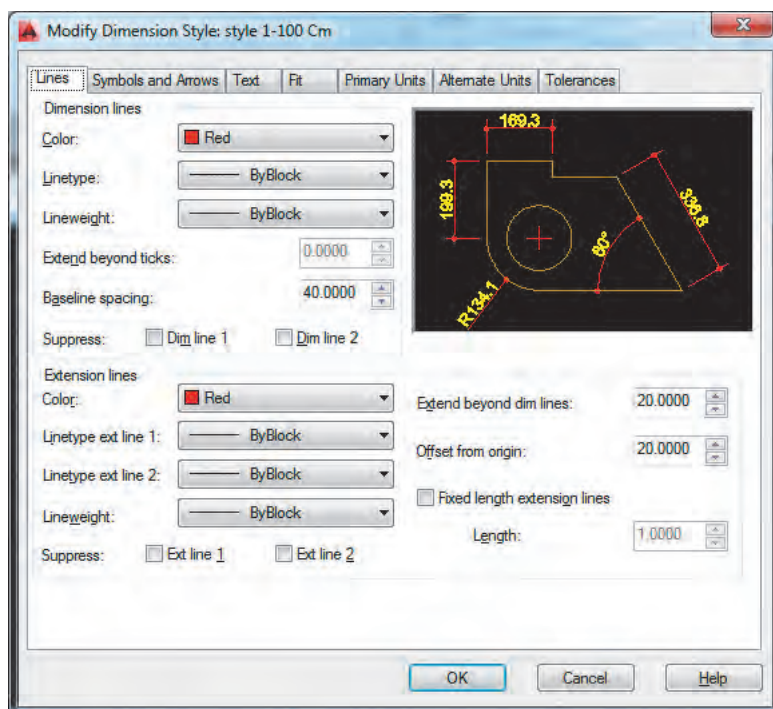 Modify Dimension Style: style 1-100 Cm
Lines Symbols and Arrows Text Fit Primary Units Alternate Units Tolerances
Dimension lines
Color: Red
Linetype: ByBlock
Lineweight: ByBlock
Extend beyond ticks: 0.0000
Baseline spacing: 40.0000
Suppress: Dim line 1 Dim line 2
169.3
199.3
336.8
60°
R134.1
Extension lines
Color: Red
Linetype ext line 1: ByBlock
Linetype ext line 2: ByBlock
Lineweight: ByBlock
Suppress: Ext line 1 Ext line 2
Extend beyond dim lines: 20.0000
Offset from origin: 20.0000
Fixed length extension lines
Length: 1.0000
OK Cancel Help